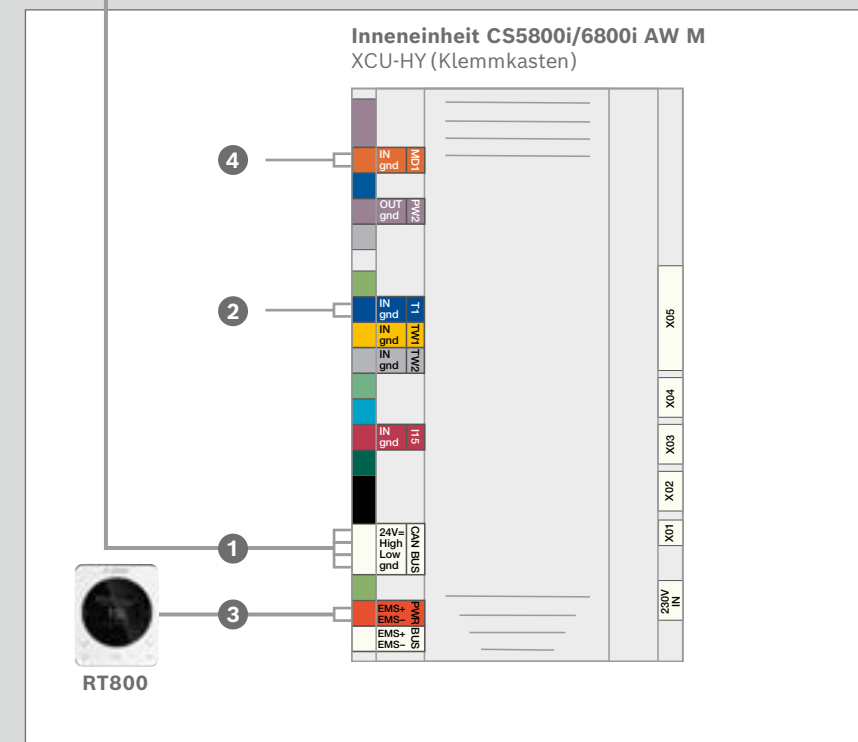 Inneneinheit CS5800i/6800i AW M
XCU-HY (Klemmkasten)
4
IN
gnd
MD1
OUT
gnd
PW2
2
IN
gnd
T1
IN
gnd
TW1
IN
gnd
TW2
IN
gnd
I15
1
24V=
High
Low
gnd
CAN BUS
3
EMS+
EMS–
PWR
EMS+
EMS–
BUS
RT800
X05
X04
X03
X02
X01
230V
IN